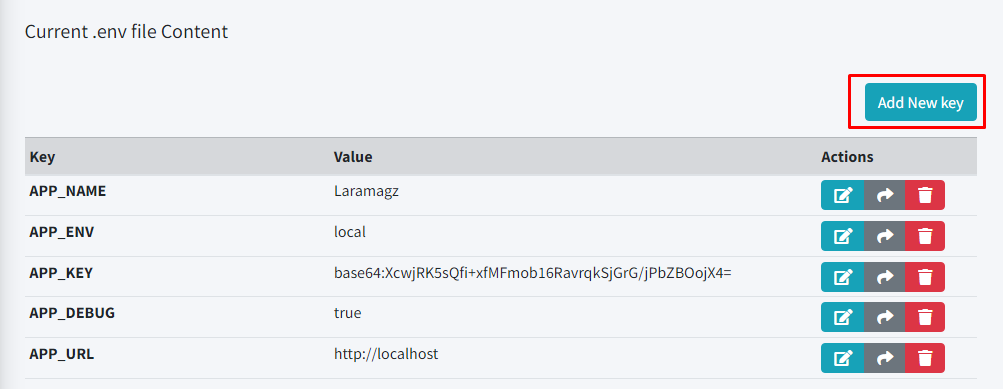 Current .env file Content
Add New key
Key Value Actions
APP_NAME Laramagz
APP_ENV local
APP_KEY base64:XcwjRK5sQfi+xfMFmob16RavrqkSjGrG/jPbZBOojX4=
APP_DEBUG true
APP_URL http://localhost